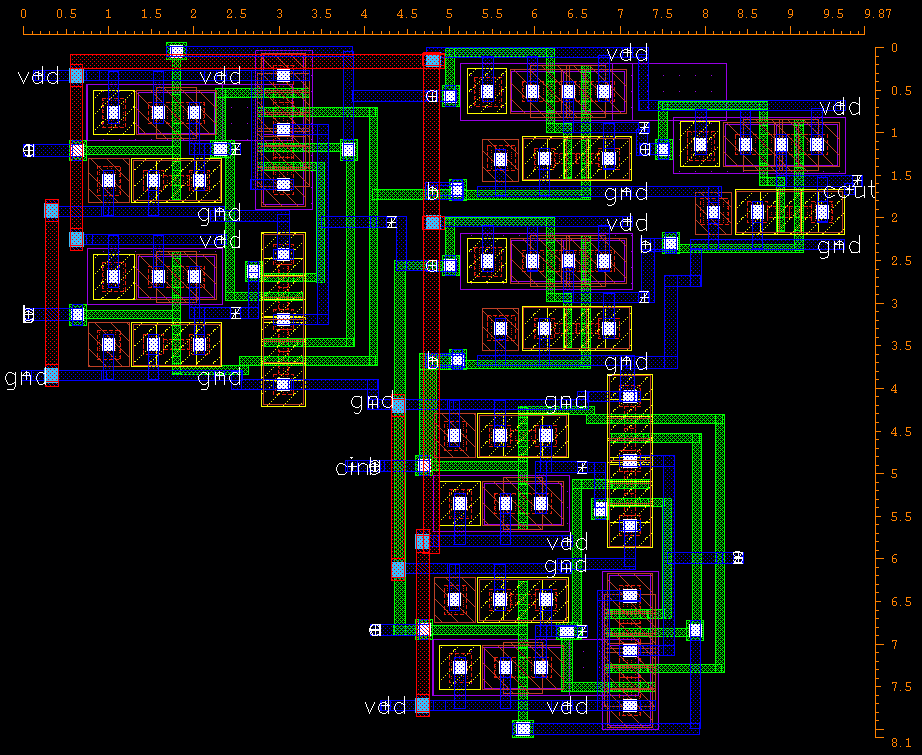 0 0.5 1 1.5 2 2.5 3 3.5 4 4.5 5 5.5 6 6.5 7 7.5 8 8.5 9 9.5 9.87
0
vdd
vdd vdd
0.5
vdd
1
z
z
1.5
b gnd cout
gnd
2
z vdd
vdd b gnd
2.5
3
z
z
3.5
b gnd
gnd gnd
4
gnd gnd
4.5
z
5
5.5
vdd
gnd
6
6.5
z
7
7.5
vdd vdd
8.1